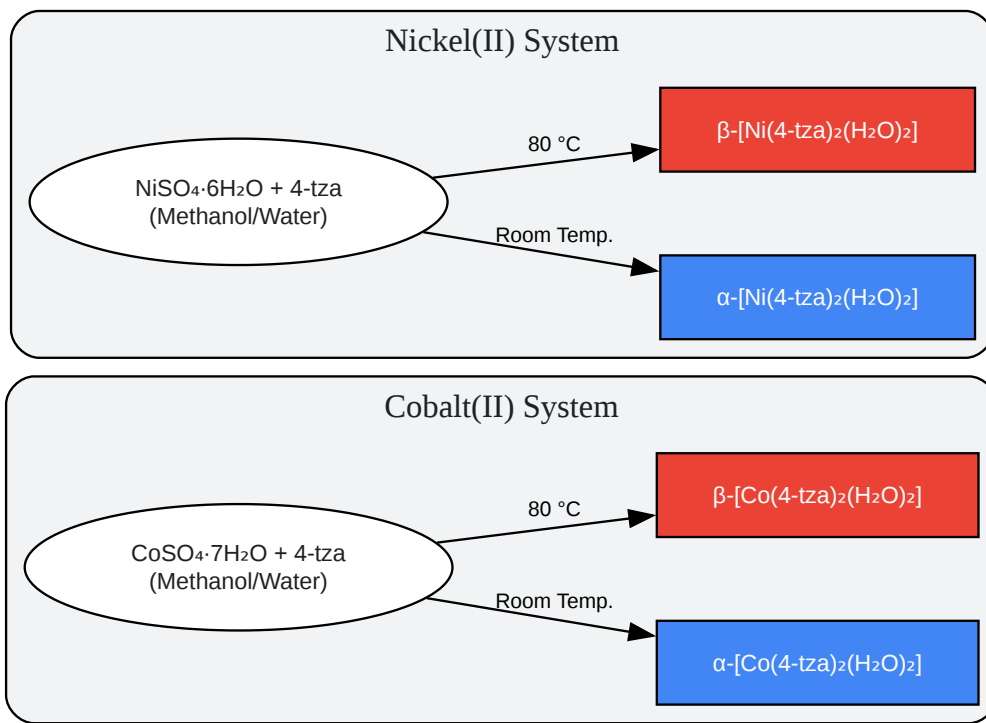 Nickel(II) System
NiSO₄·6H₂O + 4-tza
(Methanol/Water)
80 °C
β-[Ni(4-tza)₂(H₂O)₂]
Room Temp.
α-[Ni(4-tza)₂(H₂O)₂]
Cobalt(II) System
CoSO₄·7H₂O + 4-tza
(Methanol/Water)
80 °C
β-[Co(4-tza)₂(H₂O)₂]
Room Temp.
α-[Co(4-tza)₂(H₂O)₂]